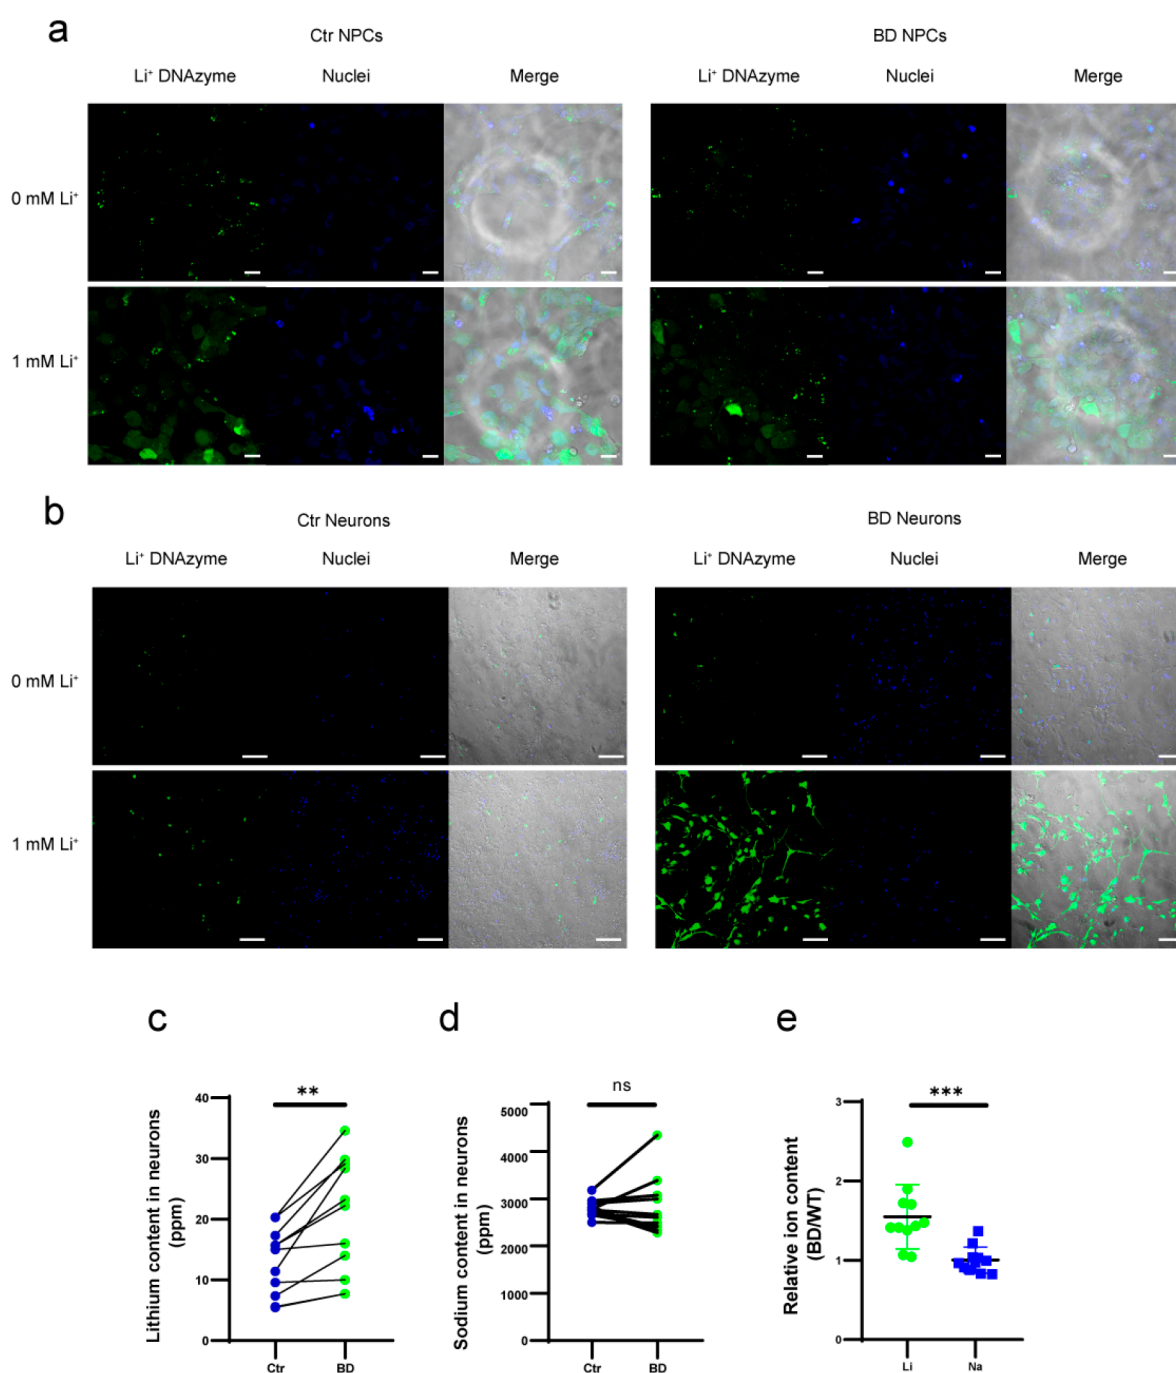 a
Ctr NPCs
BD NPCs
Li⁺ DNAzyme
Nuclei
Merge
Li⁺ DNAzyme
Nuclei
Merge
0 mM Li⁺
1 mM Li⁺
b
Ctr Neurons
BD Neurons
Li⁺ DNAzyme
Nuclei
Merge
Li⁺ DNAzyme
Nuclei
Merge
0 mM Li⁺
1 mM Li⁺
c
Lithium content in neurons
(ppm)
40
30
20
10
0
**
Ctr
BD
d
Sodium content in neurons
(ppm)
5000
4000
3000
2000
1000
0
ns
Ctr
BD
e
Relative ion content
(BD/WT)
3
2
1
0
***
Li
Na